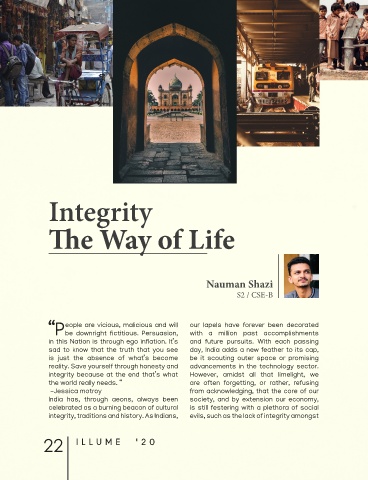 Integrity
The Way of Life
Nauman Shazi
S2 / CSE-B
“People are vicious, malicious and will
be downright fictitious. Persuasion,
in this Nation is through ego inflation. It's
sad to know that the truth that you see
is just the absence of what's become
reality. Save yourself through honesty and
integrity because at the end that's what
the world really needs. “
-Jessica matroy
India has, through aeons, always been
celebrated as a burning beacon of cultural
integrity, traditions and history. As Indians,
our lapels have forever been decorated
with a million past accomplishments
and future pursuits. With each passing
day, India adds a new feather to its cap,
be it scouting outer space or promising
advancements in the technology sector.
However, amidst all that limelight, we
are often forgetting, or rather, refusing
from acknowledging, that the core of our
society, and by extension our economy,
is still festering with a plethora of social
evils, such as the lack of integrity amongst
22 ILLUME '20